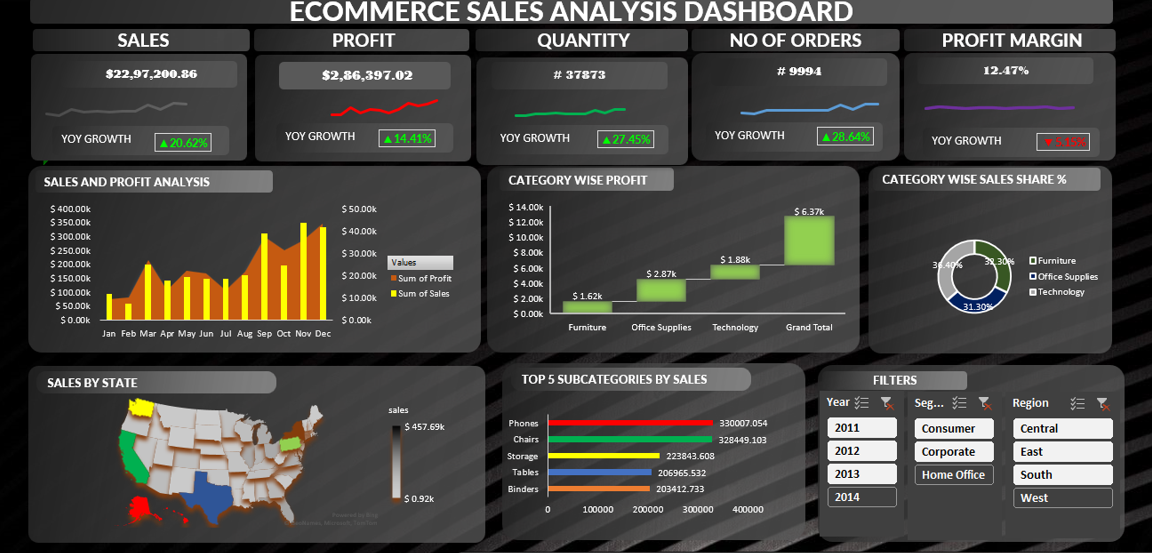 ECOMMERCE SALES ANALYSIS DASHBOARD
SALES
PROFIT
QUANTITY
NO OF ORDERS
PROFIT MARGIN
$22,97,200.86
$2,86,397.02
# 37873
# 9994
12.47%
YOY GROWTH ▲20.62%
YOY GROWTH ▲14.41%
YOY GROWTH ▲27.45%
YOY GROWTH ▲28.64%
YOY GROWTH
SALES AND PROFIT ANALYSIS
$ 400.00k
$ 350.00k
$ 300.00k
$ 250.00k
$ 200.00k
$ 150.00k
$ 100.00k
$ 50.00k
$ 0.00k
$ 50.00k
$ 40.00k
$ 30.00k
$ 20.00k
$ 10.00k
$ 0.00k
Jan Feb Mar Apr May Jun Jul Aug Sep Oct Nov Dec
Values
Sum of Profit
Sum of Sales
CATEGORY WISE PROFIT
$ 14.00k
$ 12.00k
$ 10.00k
$ 8.00k
$ 6.00k
$ 4.00k
$ 2.00k
$ 0.00k
$ 1.62k
$ 2.87k
$ 1.88k
$ 6.37k
Furniture Office Supplies Technology Grand Total
CATEGORY WISE SALES SHARE %
36.40%
32.30%
31.30%
Furniture
Office Supplies
Technology
SALES BY STATE
sales
$ 457.69k
$ 0.92k
TOP 5 SUBCATEGORIES BY SALES
Phones 330007.054
Chairs 328449.103
Storage 223843.608
Tables 206965.532
Binders 203412.733
0 100000 200000 300000 400000
FILTERS
Year
2011
2012
2013
2014
Seg...
Consumer
Corporate
Home Office
Region
Central
East
South
West